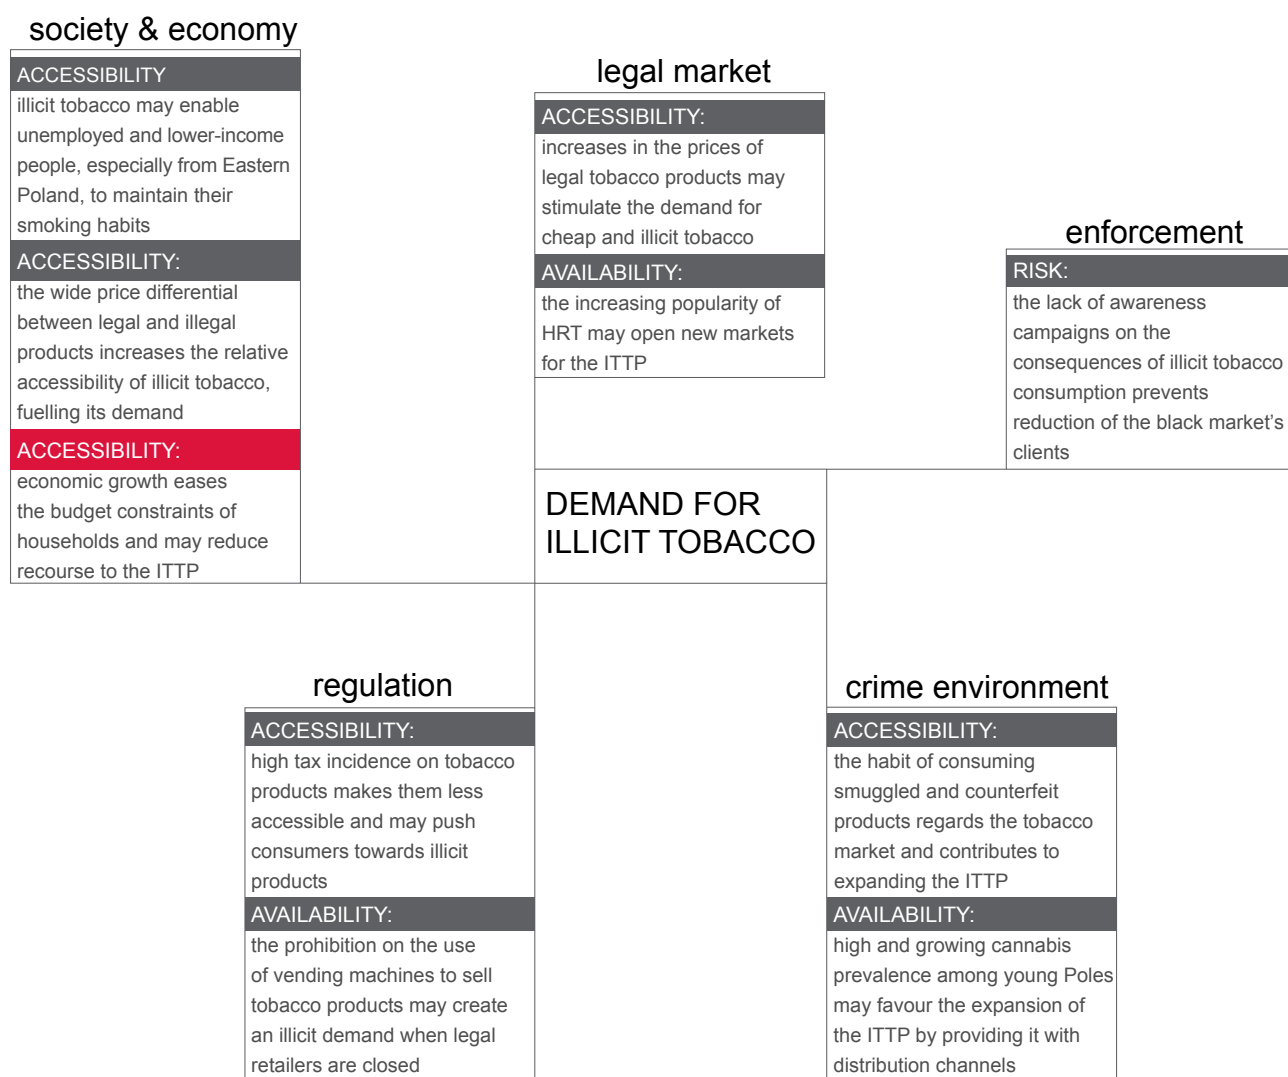 society & economy
ACCESSIBILITY
illicit tobacco may enable
unemployed and lower-income
people, especially from Eastern
Poland, to maintain their
smoking habits
ACCESSIBILITY:
the wide price differential
between legal and illegal
products increases the relative
accessibility of illicit tobacco,
fuelling its demand
ACCESSIBILITY:
economic growth eases
the budget constraints of
households and may reduce
recourse to the ITTP
legal market
ACCESSIBILITY:
increases in the prices of
legal tobacco products may
stimulate the demand for
cheap and illicit tobacco
AVAILABILITY:
the increasing popularity of
HRT may open new markets
for the ITTP
enforcement
RISK:
the lack of awareness
campaigns on the
consequences of illicit tobacco
consumption prevents
reduction of the black market’s
clients
DEMAND FOR
ILLICIT TOBACCO
regulation
ACCESSIBILITY:
high tax incidence on tobacco
products makes them less
accessible and may push
consumers towards illicit
products
AVAILABILITY:
the prohibition on the use
of vending machines to sell
tobacco products may create
an illicit demand when legal
retailers are closed
crime environment
ACCESSIBILITY:
the habit of consuming
smuggled and counterfeit
products regards the tobacco
market and contributes to
expanding the ITTP
AVAILABILITY:
high and growing cannabis
prevalence among young Poles
may favour the expansion of
the ITTP by providing it with
distribution channels